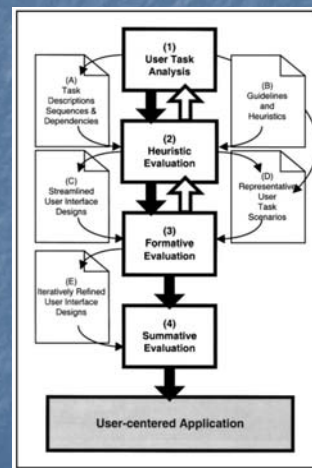 (1)
User Task
Analysis
(A)
Task
Descriptions
Sequences &
Dependencies
(B)
Guidelines
and
Heuristics
(2)
Heuristic
Evaluation
(C)
Streamlined
User Interface
Designs
(D)
Representative
User
Task
Scenarios
(3)
Formative
Evaluation
(E)
Iteratively Refined
User Interface
Designs
(4)
Summative
Evaluation
User-centered Application